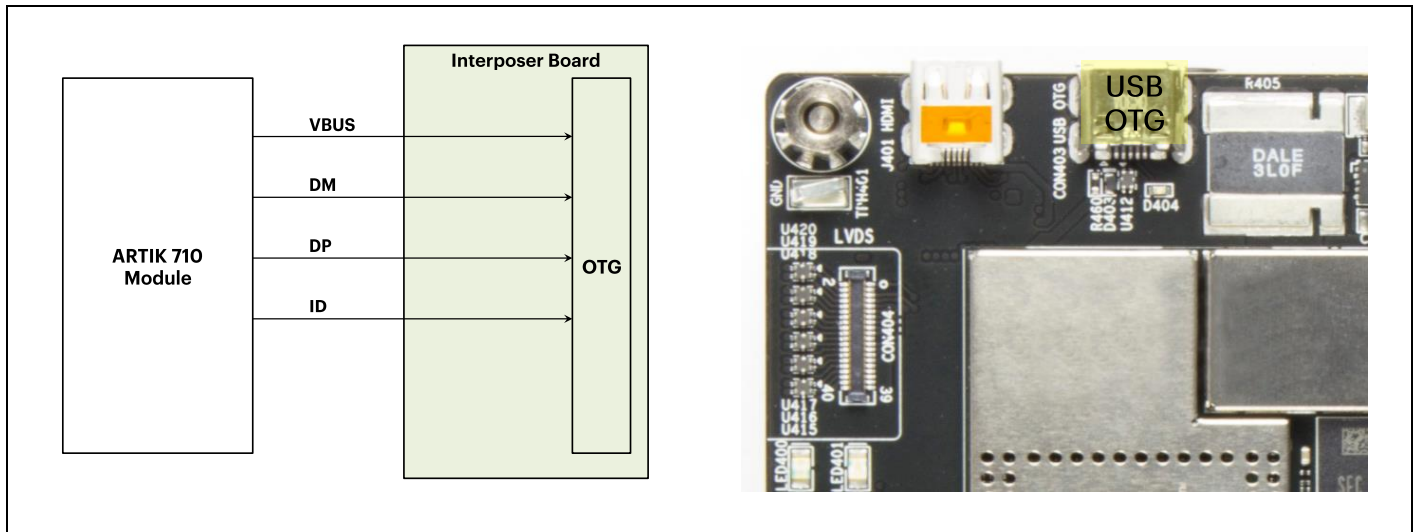 Interposer Board
VBUS
DM
DP
ID
ARTIK 710
Module
OTG
J401 HDMI
CON403 USB OTG
USB
OTG
R405
DALE
3L0F
GND
R460
D403
U412
D404
U420
U419
U418
LVDS
2
0
CON404
40
39
U417
U416
U415
LED400
LED401
SEC